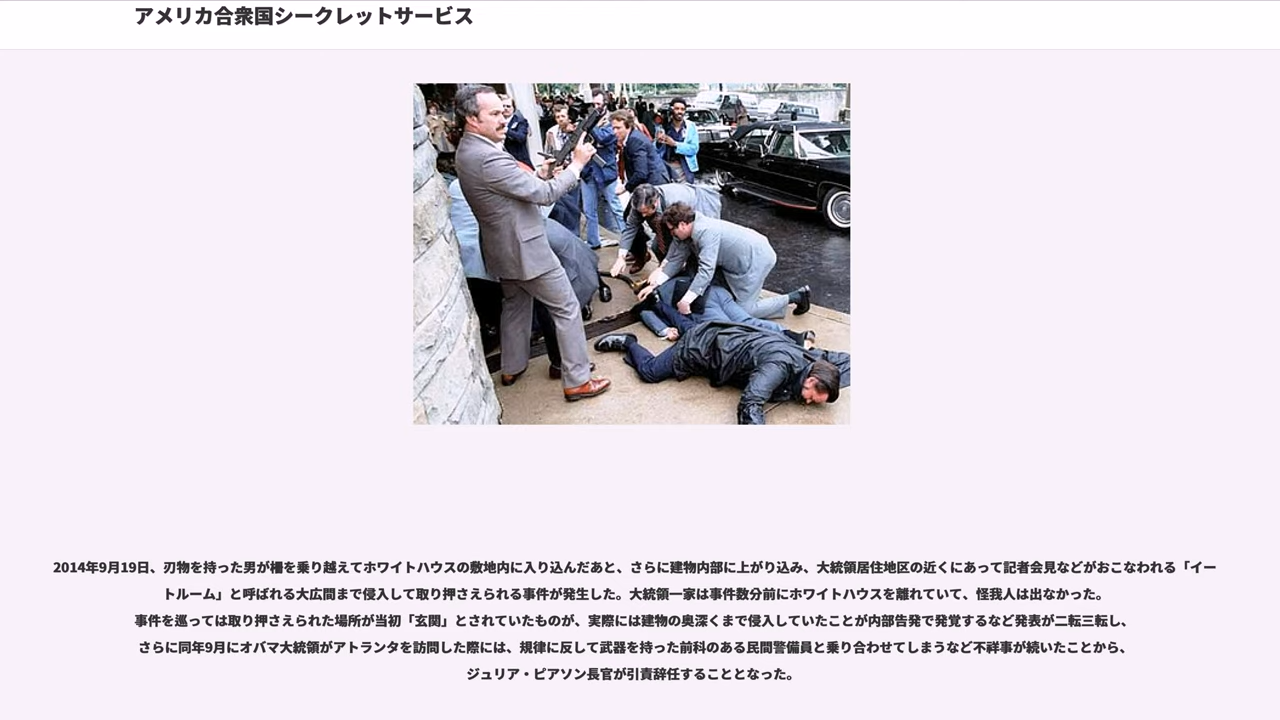 アメリカ合衆国シークレットサービス
2014年9月19日、刃物を持った男が柵を乗り越えてホワイトハウスの敷地内に入り込んだあと、さらに建物内部に上がり込み、大統領居住地区の近くにあって記者会見などがおこなわれる「イー
トルーム」と呼ばれる大広間まで侵入して取り押さえられる事件が発生した。大統領一家は事件数分前にホワイトハウスを離れていて、怪我人は出なかった。
事件を巡っては取り押さえられた場所が当初「玄関」とされていたものが、実際には建物の奥深くまで侵入していたことが内部告発で発覚するなど発表が二転三転し、
さらに同年9月にオバマ大統領がアトランタを訪問した際には、規律に反して武器を持った前科のある民間警備員と乗り合わせてしまうなど不祥事が続いたことから、
ジュリア・ピアソン長官が引責辞任することとなった。